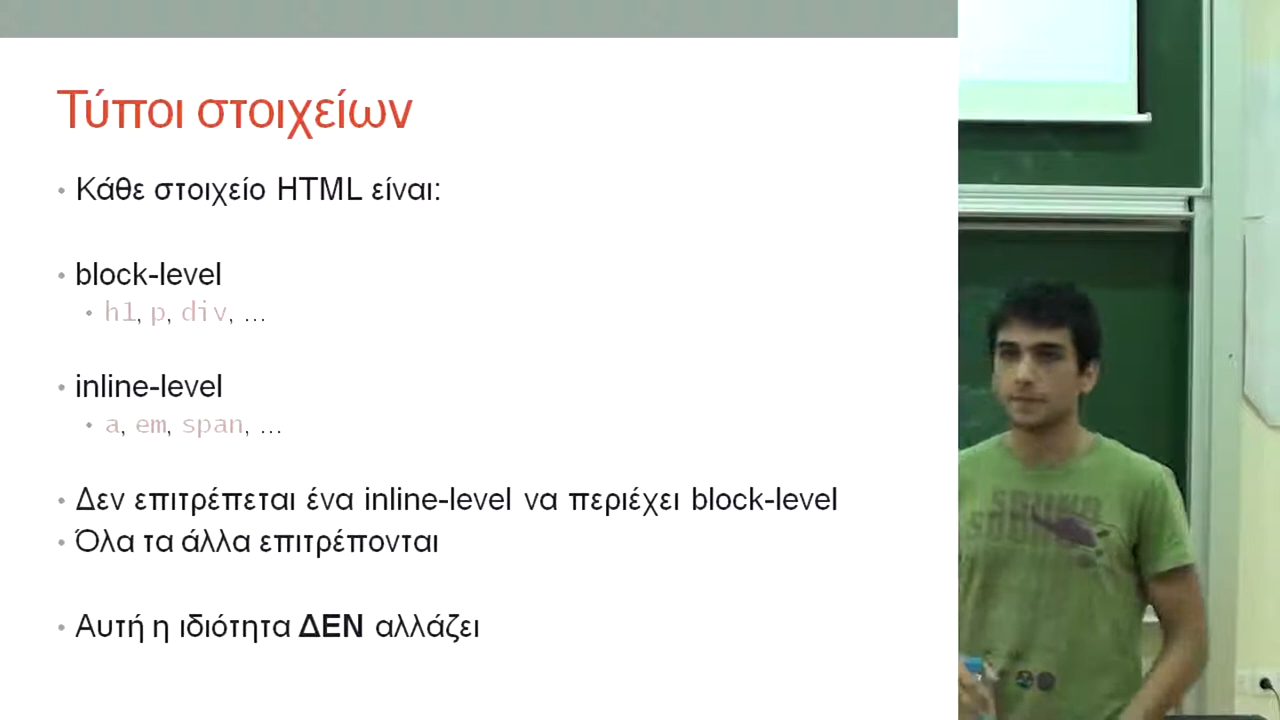 Τύποι στοιχείων
• Κάθε στοιχείο HTML είναι:
• block-level
• h1, p, div, …
• inline-level
• a, em, span, …
• Δεν επιτρέπεται ένα inline-level να περιέχει block-level
• Όλα τα άλλα επιτρέπονται
• Αυτή η ιδιότητα ΔΕΝ αλλάζει